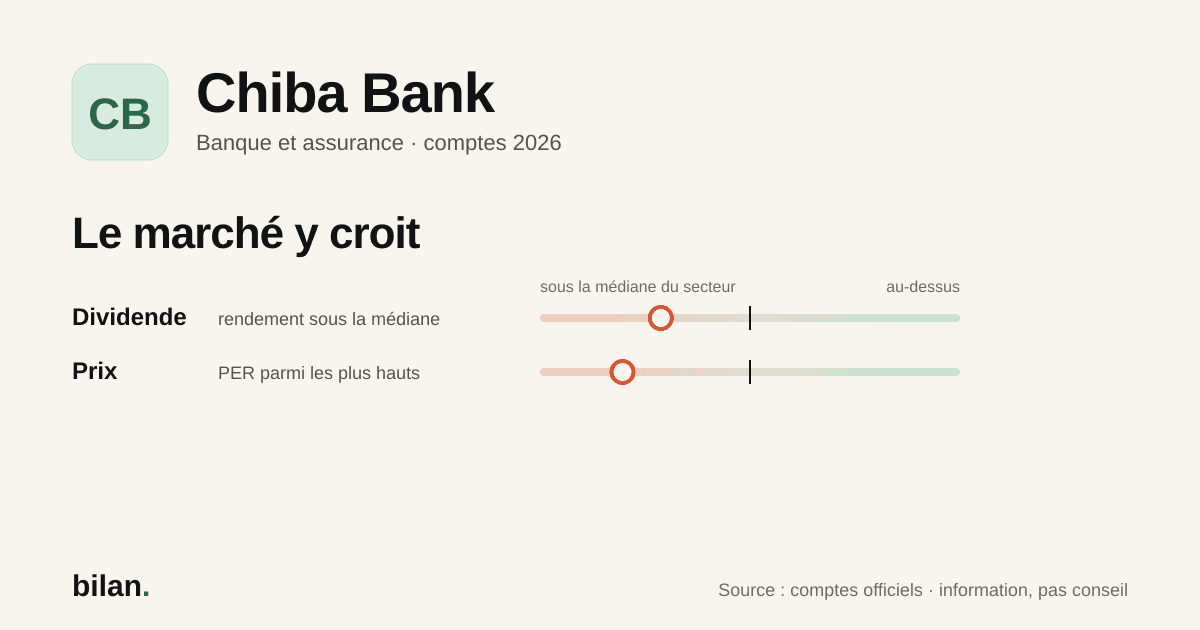 CB
Chiba Bank
Banque et assurance · comptes 2026
Le marché y croit
sous la médiane du secteur au-dessus
Dividende rendement sous la médiane
Prix PER parmi les plus hauts
bilan.
Source : comptes officiels · information, pas conseil